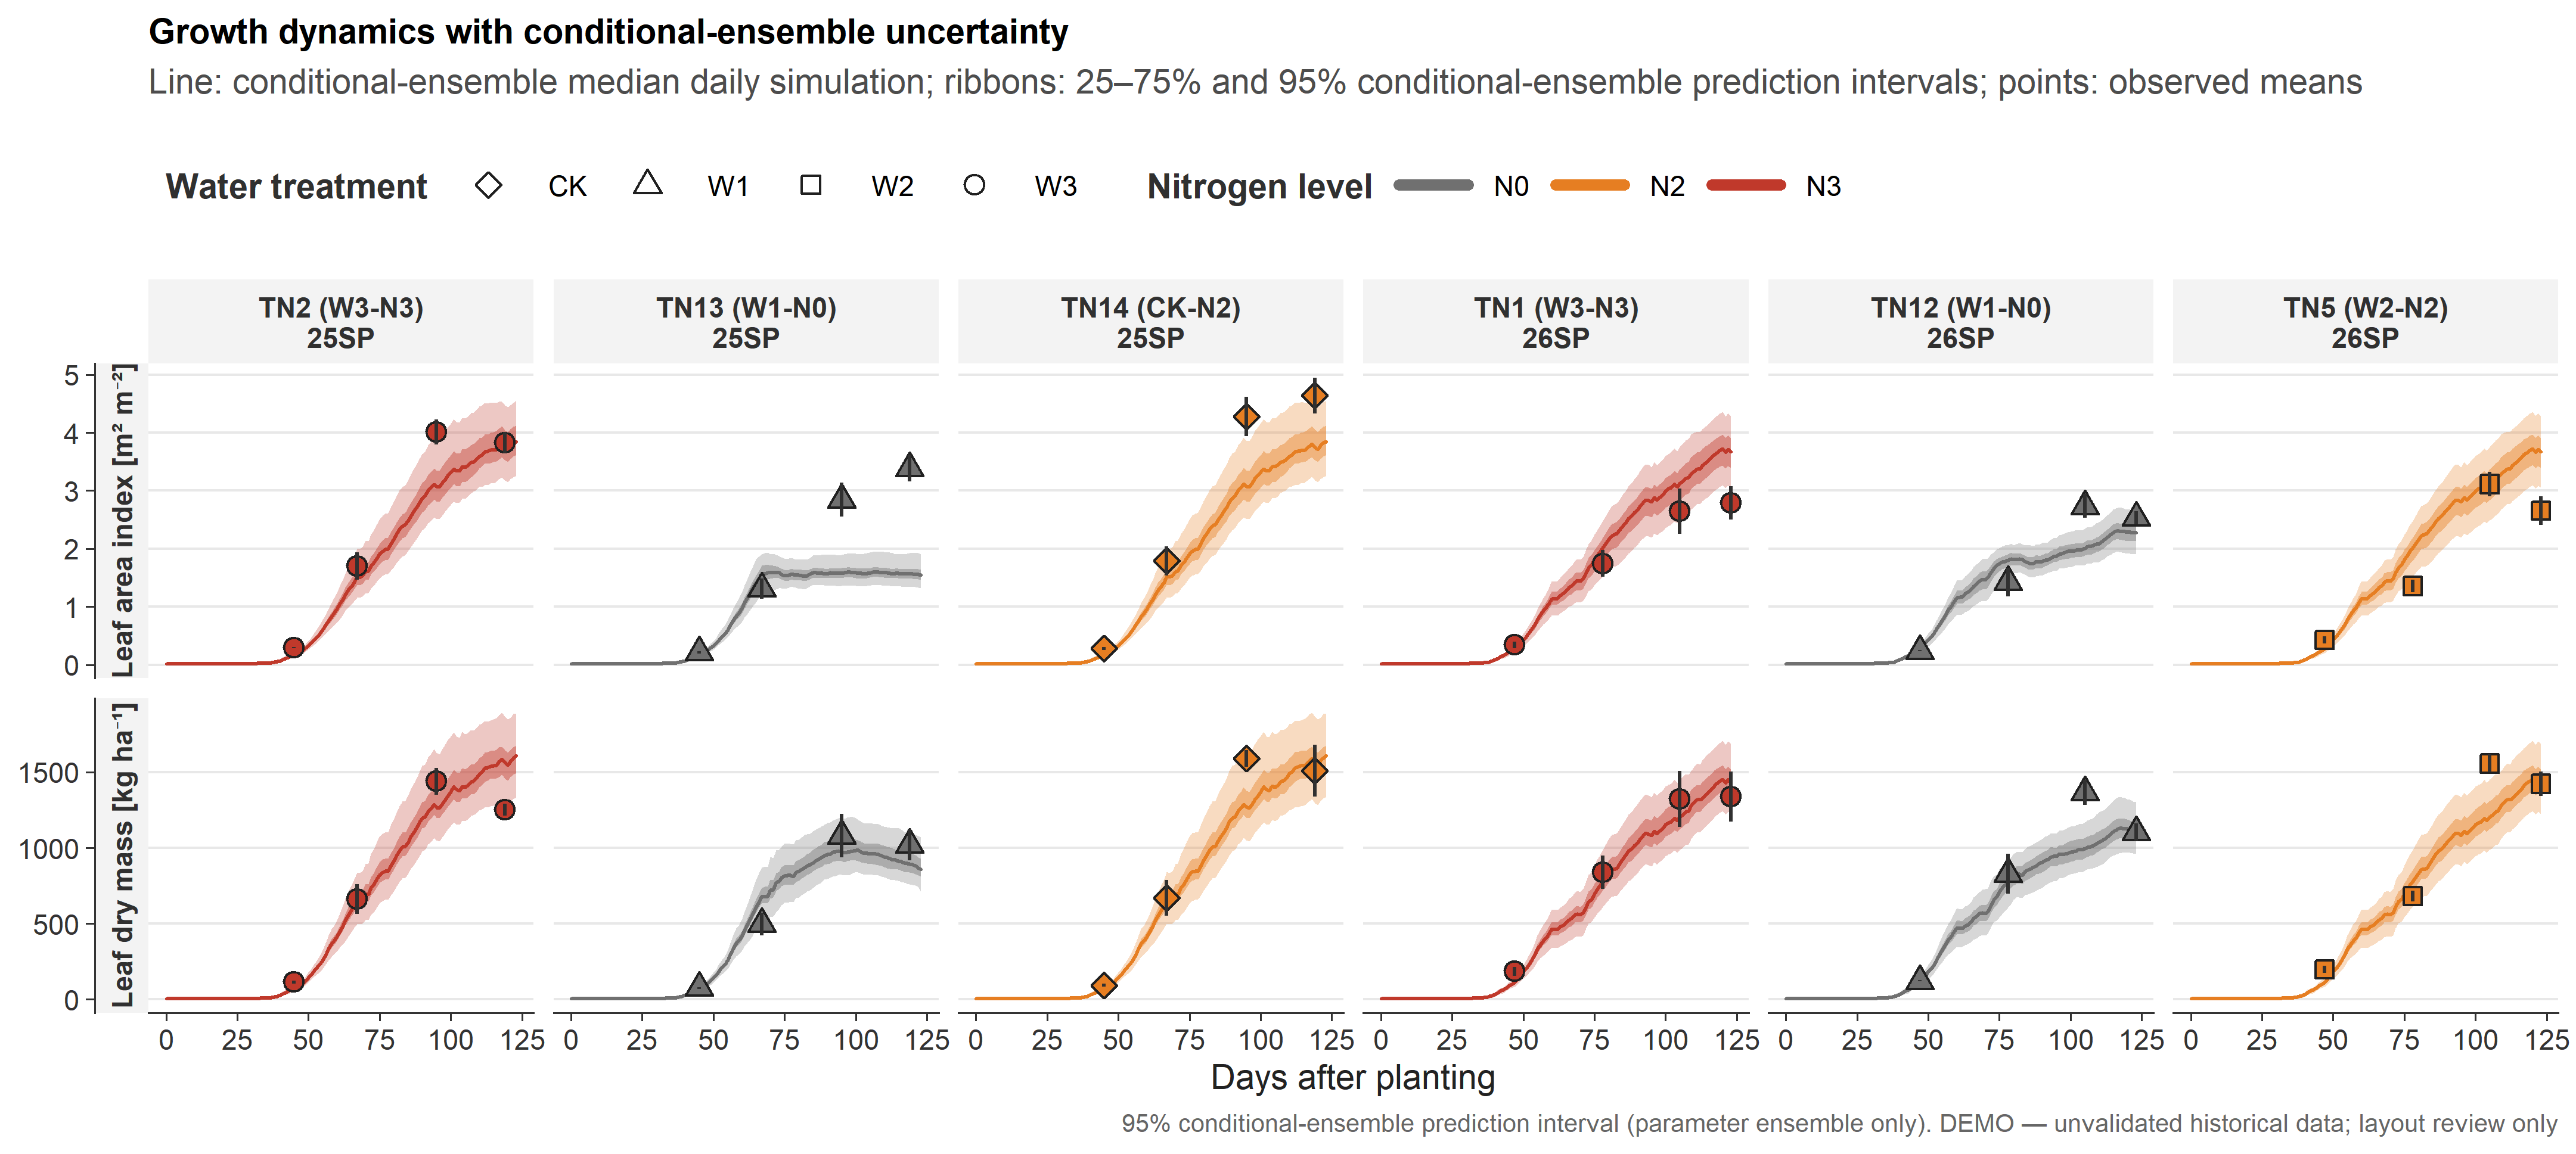 Growth dynamics with conditional-ensemble uncertainty
Line: conditional-ensemble median daily simulation; ribbons: 25–75% and 95% conditional-ensemble prediction intervals; points: observed means
Water treatment CK W1 W2 W3 Nitrogen level N0 N2 N3
TN2 (W3-N3) TN13 (W1-N0) TN14 (CK-N2) TN1 (W3-N3) TN12 (W1-N0) TN5 (W2-N2)
25SP 25SP 25SP 26SP 26SP 26SP
Leaf area index [m² m⁻²]
5
4
3
2
1
0
Leaf dry mass [kg ha⁻¹]
1500
1000
500
0
0 25 50 75 100 125 0 25 50 75 100 125 0 25 50 75 100 125 0 25 50 75 100 125 0 25 50 75 100 125 0 25 50 75 100 125
Days after planting
95% conditional-ensemble prediction interval (parameter ensemble only). DEMO — unvalidated historical data; layout review only